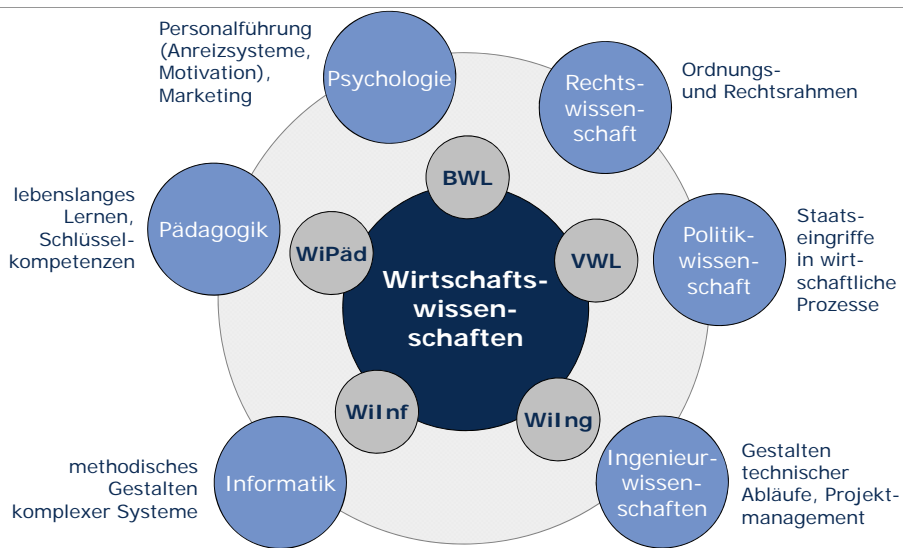 Personalführung
(Anreizsysteme,
Motivation),
Marketing
Psychologie
Rechts-
wissen-
schaft
Ordnungs-
und Rechtsrahmen
BWL
lebenslanges
Lernen,
Schlüssel-
kompetenzen
Pädagogik
WiPäd
VWL
Politik-
wissen-
schaft
Staats-
eingriffe
in wirt-
schaftliche
Prozesse
Wirtschafts-
wissen-
schaften
WiInf
WiIng
methodisches
Gestalten
komplexer Systeme
Informatik
Ingenieur-
wissen-
schaften
Gestalten
technischer
Abläufe, Projekt-
management